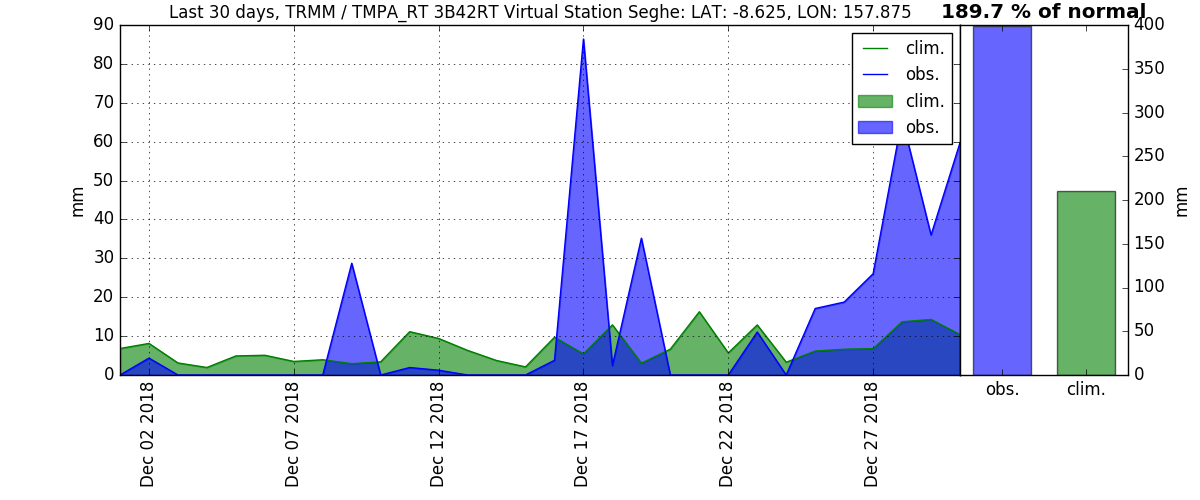 Last 30 days, TRMM / TMPA_RT 3B42RT Virtual Station Seghe: LAT: -8.625, LON: 157.875
189.7 % of normal
90
80
70
60
50
40
30
20
10
0
mm
clim.
obs.
clim.
obs.
400
350
300
250
200
150
100
50
0
mm
obs.
clim.
Dec 02 2018
Dec 07 2018
Dec 12 2018
Dec 17 2018
Dec 22 2018
Dec 27 2018